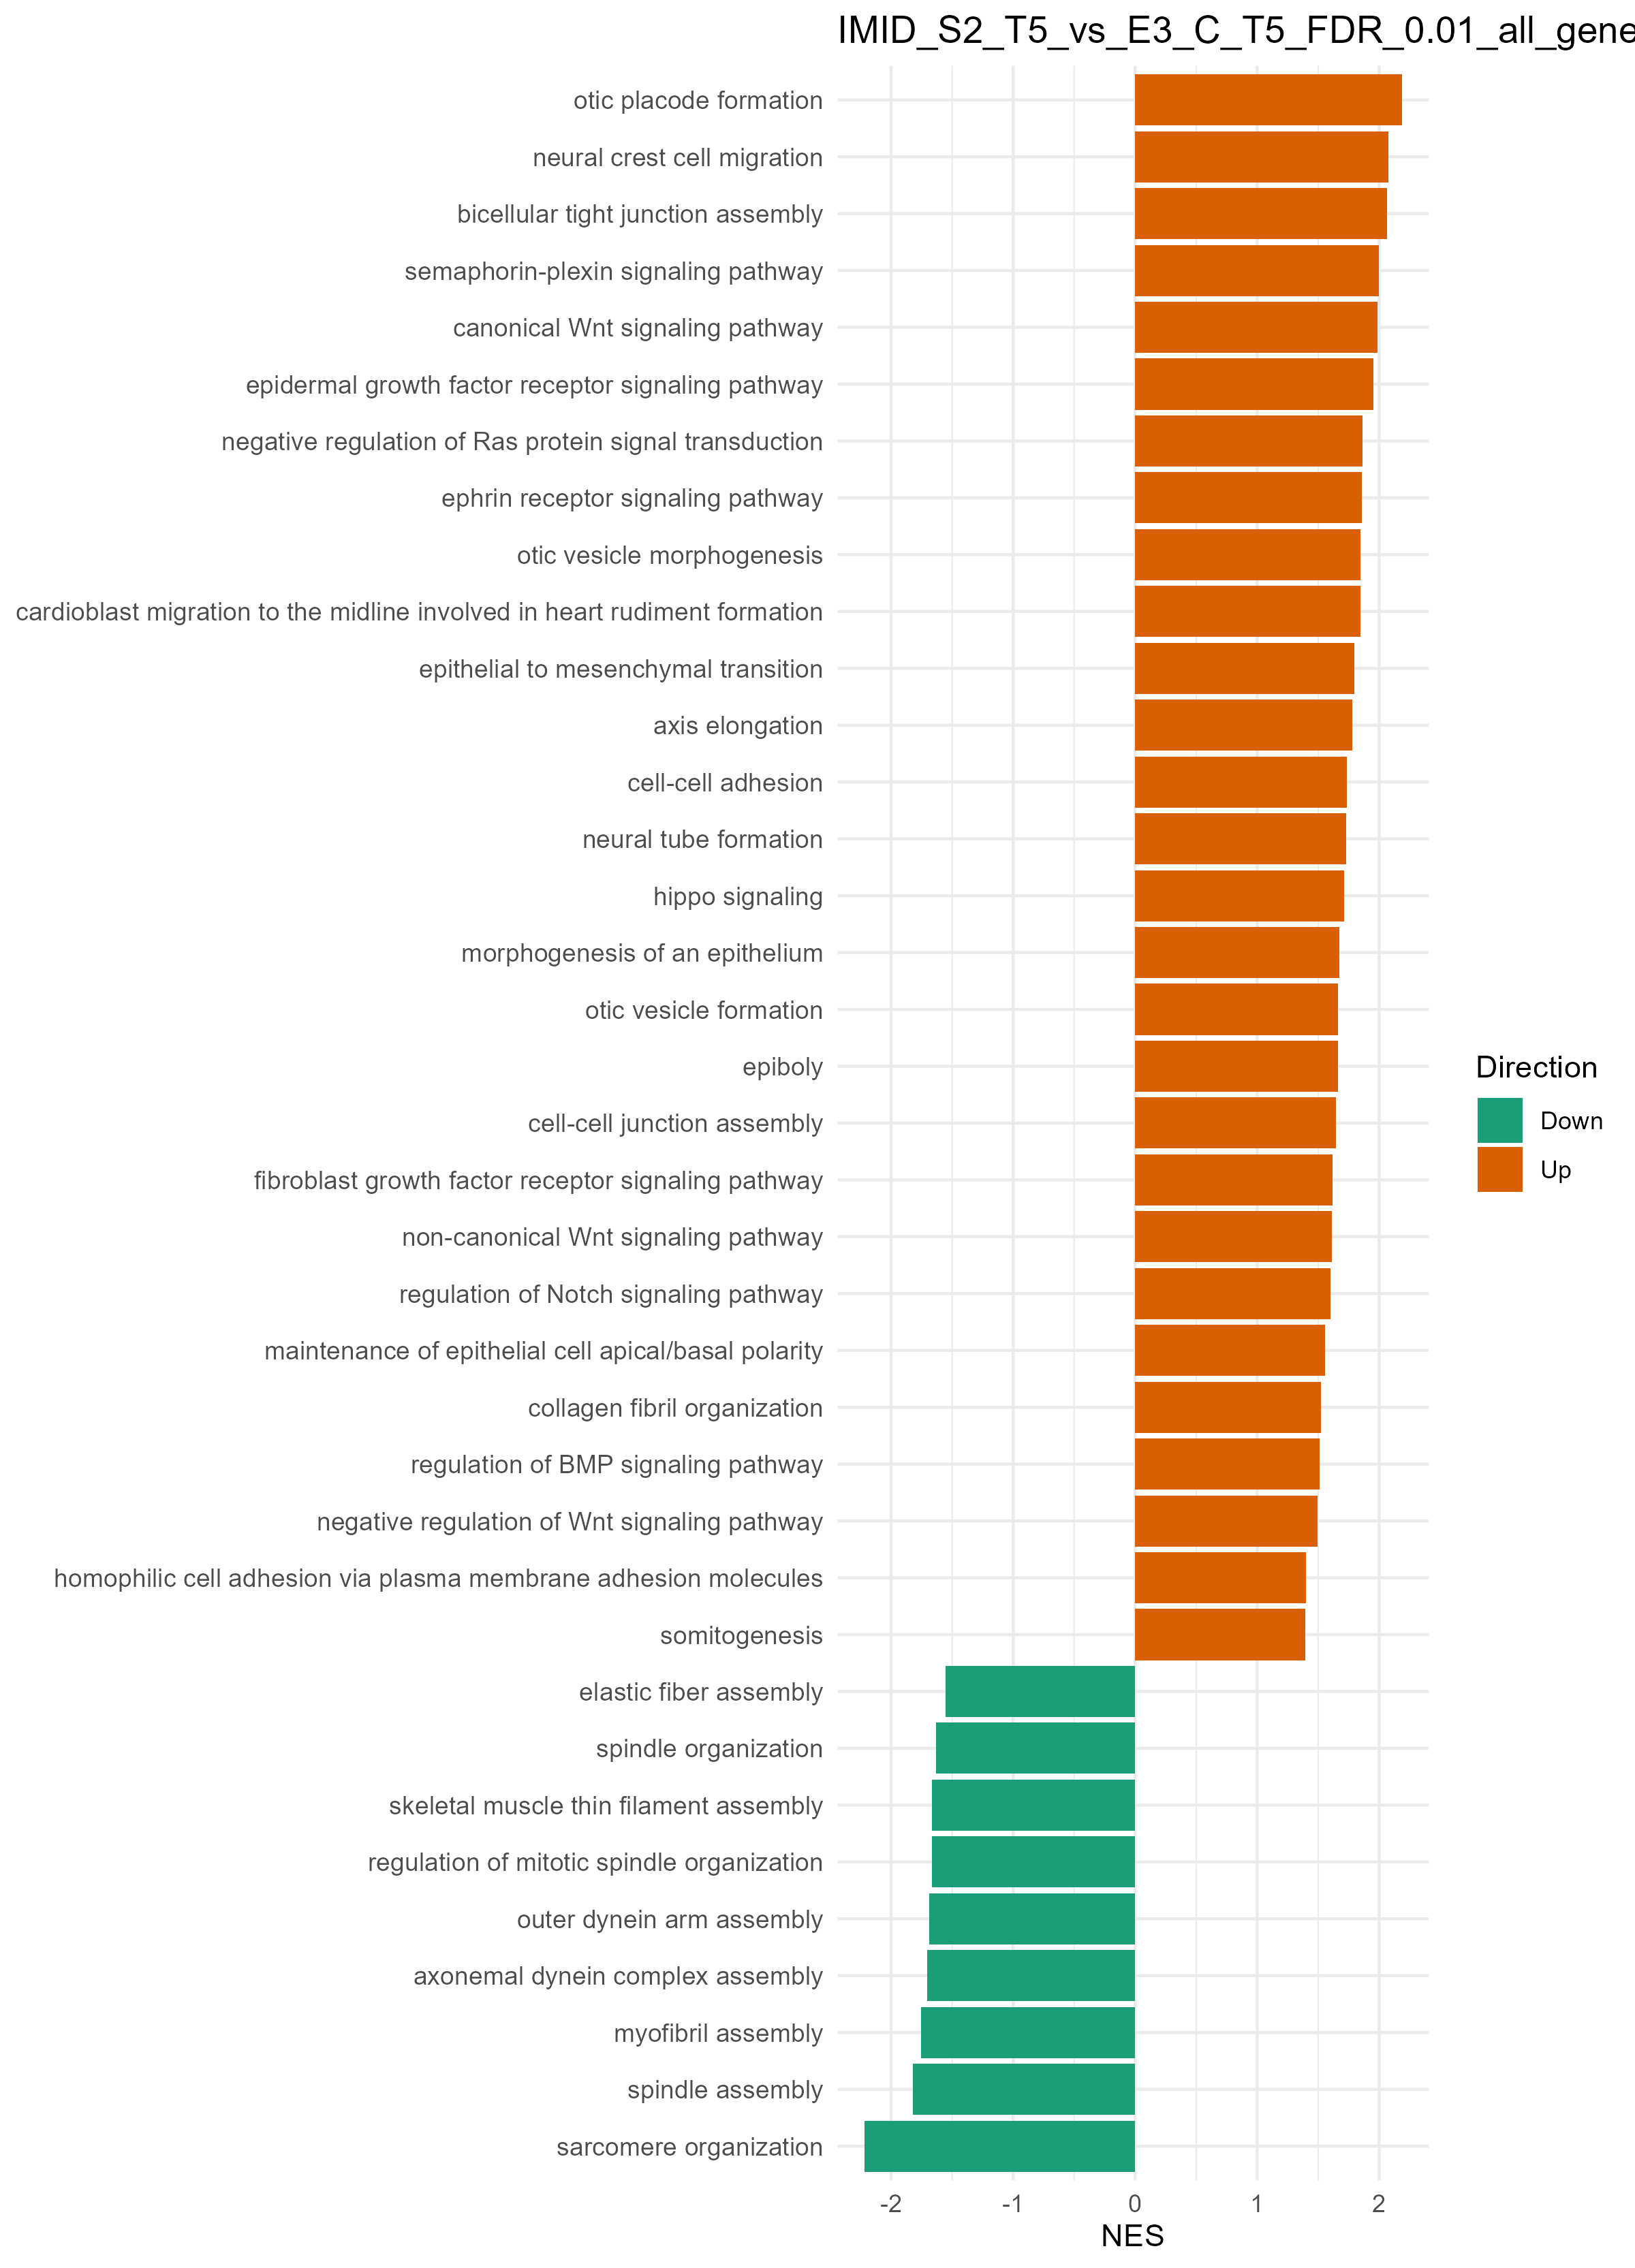 IMID_S2_T5_vs_E3_C_T5_FDR_0.01_all_gene
otic placode formation
neural crest cell migration
bicellular tight junction assembly
semaphorin-plexin signaling pathway
canonical Wnt signaling pathway
epidermal growth factor receptor signaling pathway
negative regulation of Ras protein signal transduction
ephrin receptor signaling pathway
otic vesicle morphogenesis
cardioblast migration to the midline involved in heart rudiment formation
epithelial to mesenchymal transition
axis elongation
cell-cell adhesion
neural tube formation
hippo signaling
morphogenesis of an epithelium
otic vesicle formation
epiboly
cell-cell junction assembly
fibroblast growth factor receptor signaling pathway
non-canonical Wnt signaling pathway
regulation of Notch signaling pathway
maintenance of epithelial cell apical/basal polarity
collagen fibril organization
regulation of BMP signaling pathway
negative regulation of Wnt signaling pathway
homophilic cell adhesion via plasma membrane adhesion molecules
somitogenesis
elastic fiber assembly
spindle organization
skeletal muscle thin filament assembly
regulation of mitotic spindle organization
outer dynein arm assembly
axonemal dynein complex assembly
myofibril assembly
spindle assembly
sarcomere organization
-2 -1 0 1 2
NES
Direction
Down
Up